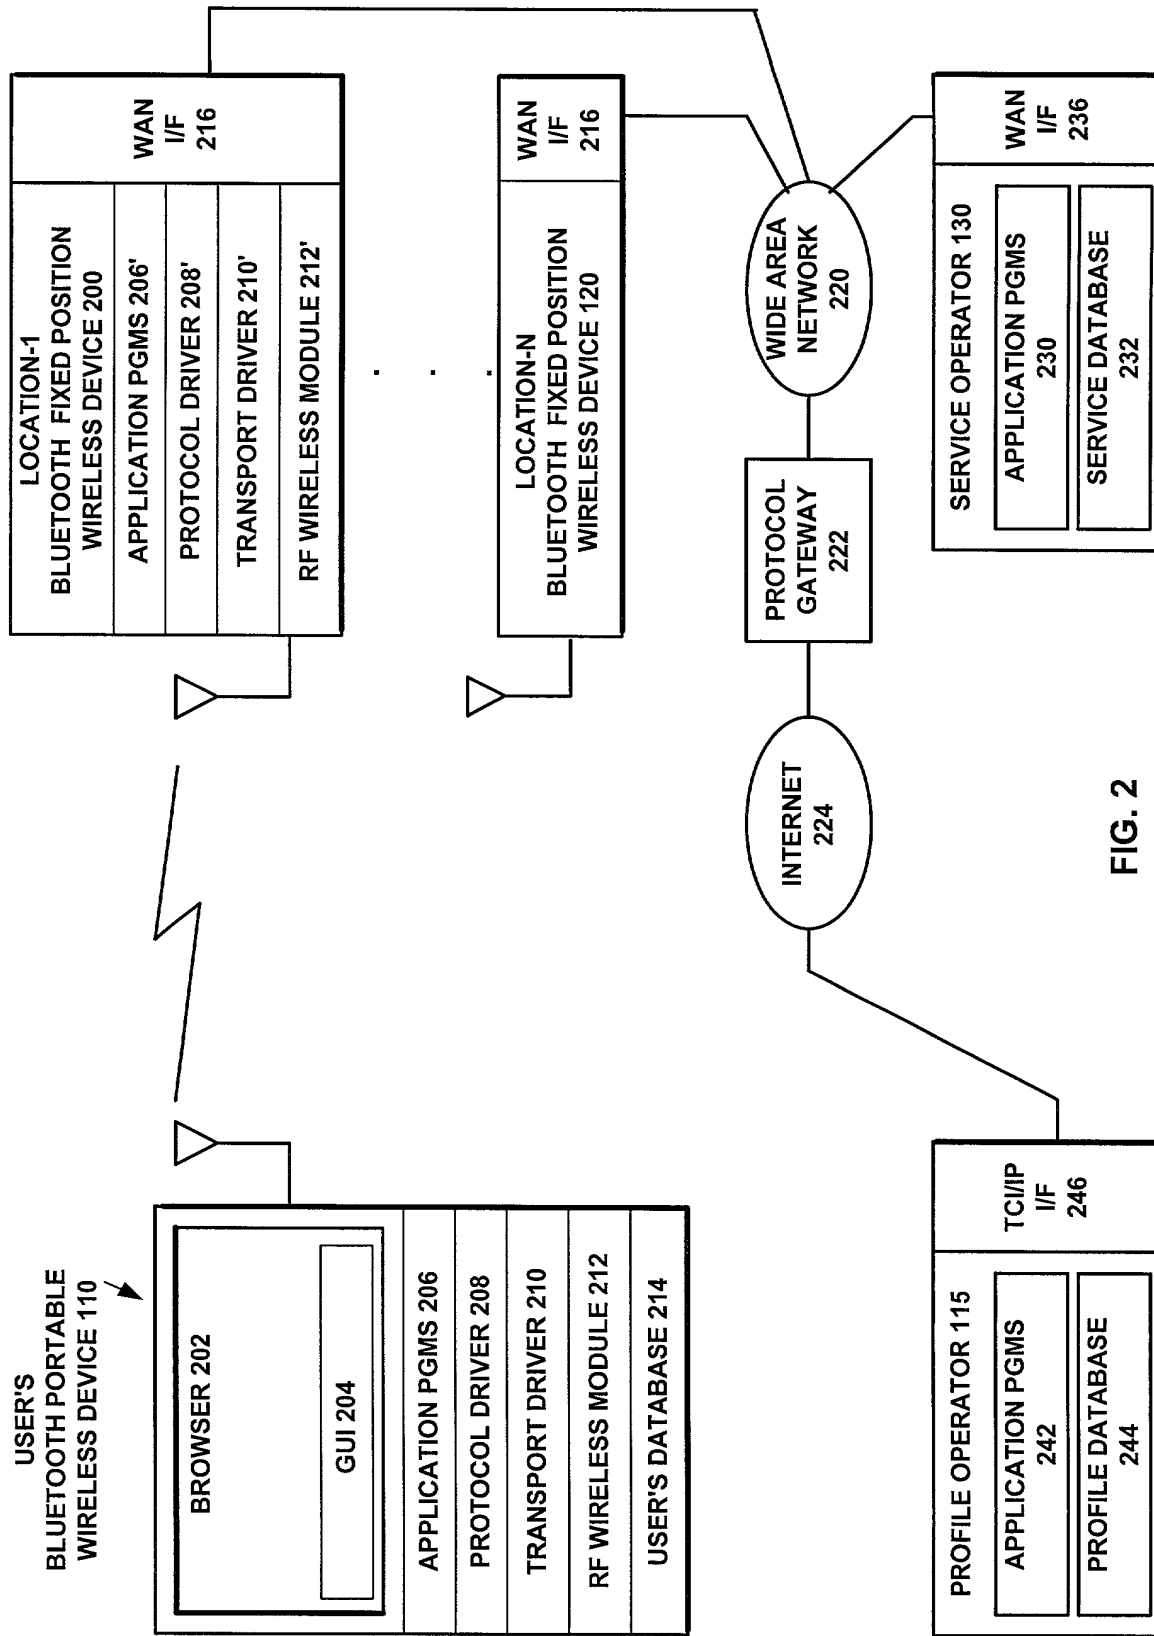 USER'S
BLUETOOTH PORTABLE
WIRELESS DEVICE 110
BROWSER 202
GUI 204
APPLICATION PGMS 206
PROTOCOL DRIVER 208
TRANSPORT DRIVER 210
RF WIRELESS MODULE 212
USER'S DATABASE 214
LOCATION-1
BLUETOOTH FIXED POSITION
WIRELESS DEVICE 200
APPLICATION PGMS 206'
PROTOCOL DRIVER 208'
TRANSPORT DRIVER 210'
RF WIRELESS MODULE 212'
WAN
I/F
216
LOCATION-N
BLUETOOTH FIXED POSITION
WIRELESS DEVICE 120
WAN
I/F
216
INTERNET
224
PROTOCOL
GATEWAY
222
WIDE AREA
NETWORK
220
PROFILE OPERATOR 115
APPLICATION PGMS
242
PROFILE DATABASE
244
TCI/IP
I/F
246
SERVICE OPERATOR 130
APPLICATION PGMS
230
SERVICE DATABASE
232
WAN
I/F
236
FIG. 2